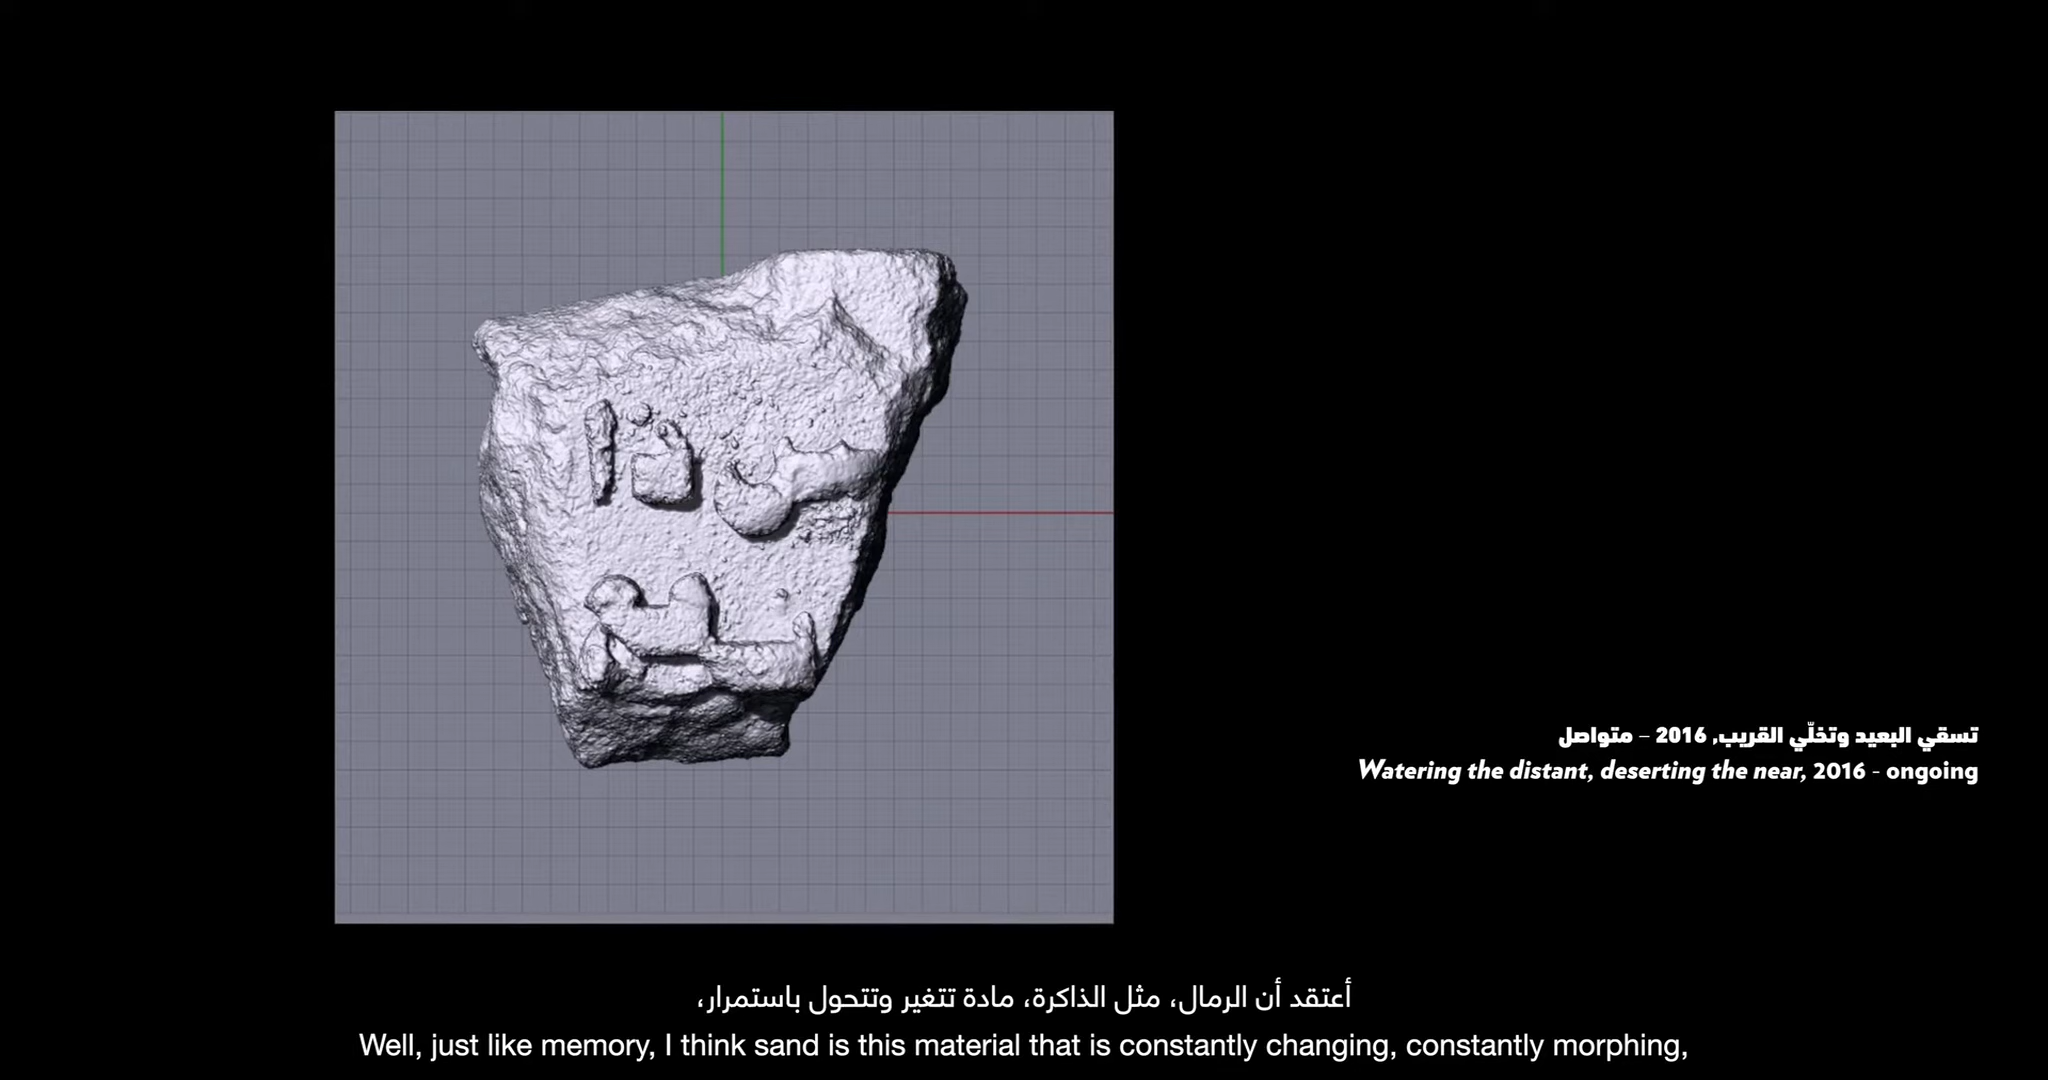 تسقي البعيد وتخلّي القريب, 2016 – متواصل
Watering the distant, deserting the near, 2016 - ongoing
أعتقد أن الرمال، مثل الذاكرة، مادة تتغير وتتحول باستمرار،
Well, just like memory, I think sand is this material that is constantly changing, constantly morphing,